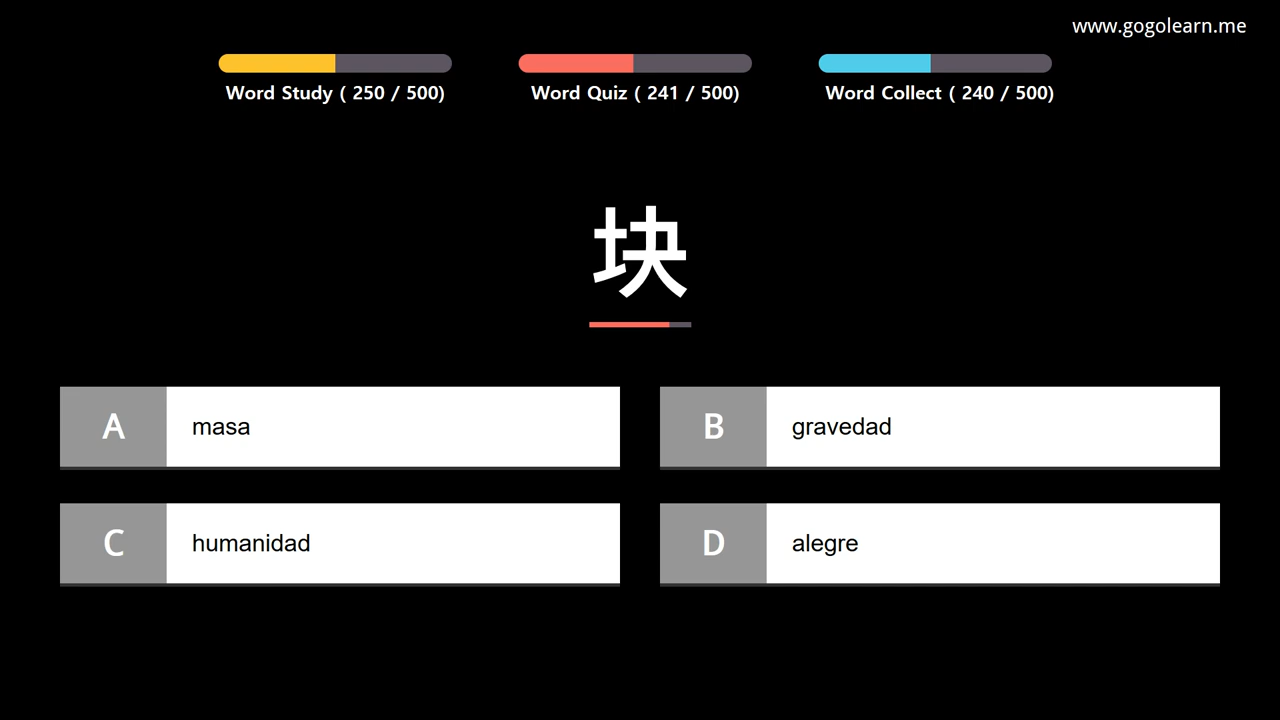 www.gogolearn.me
Word Study ( 250 / 500)
Word Quiz ( 241 / 500)
Word Collect ( 240 / 500)
块
A masa
B gravedad
C humanidad
D alegre